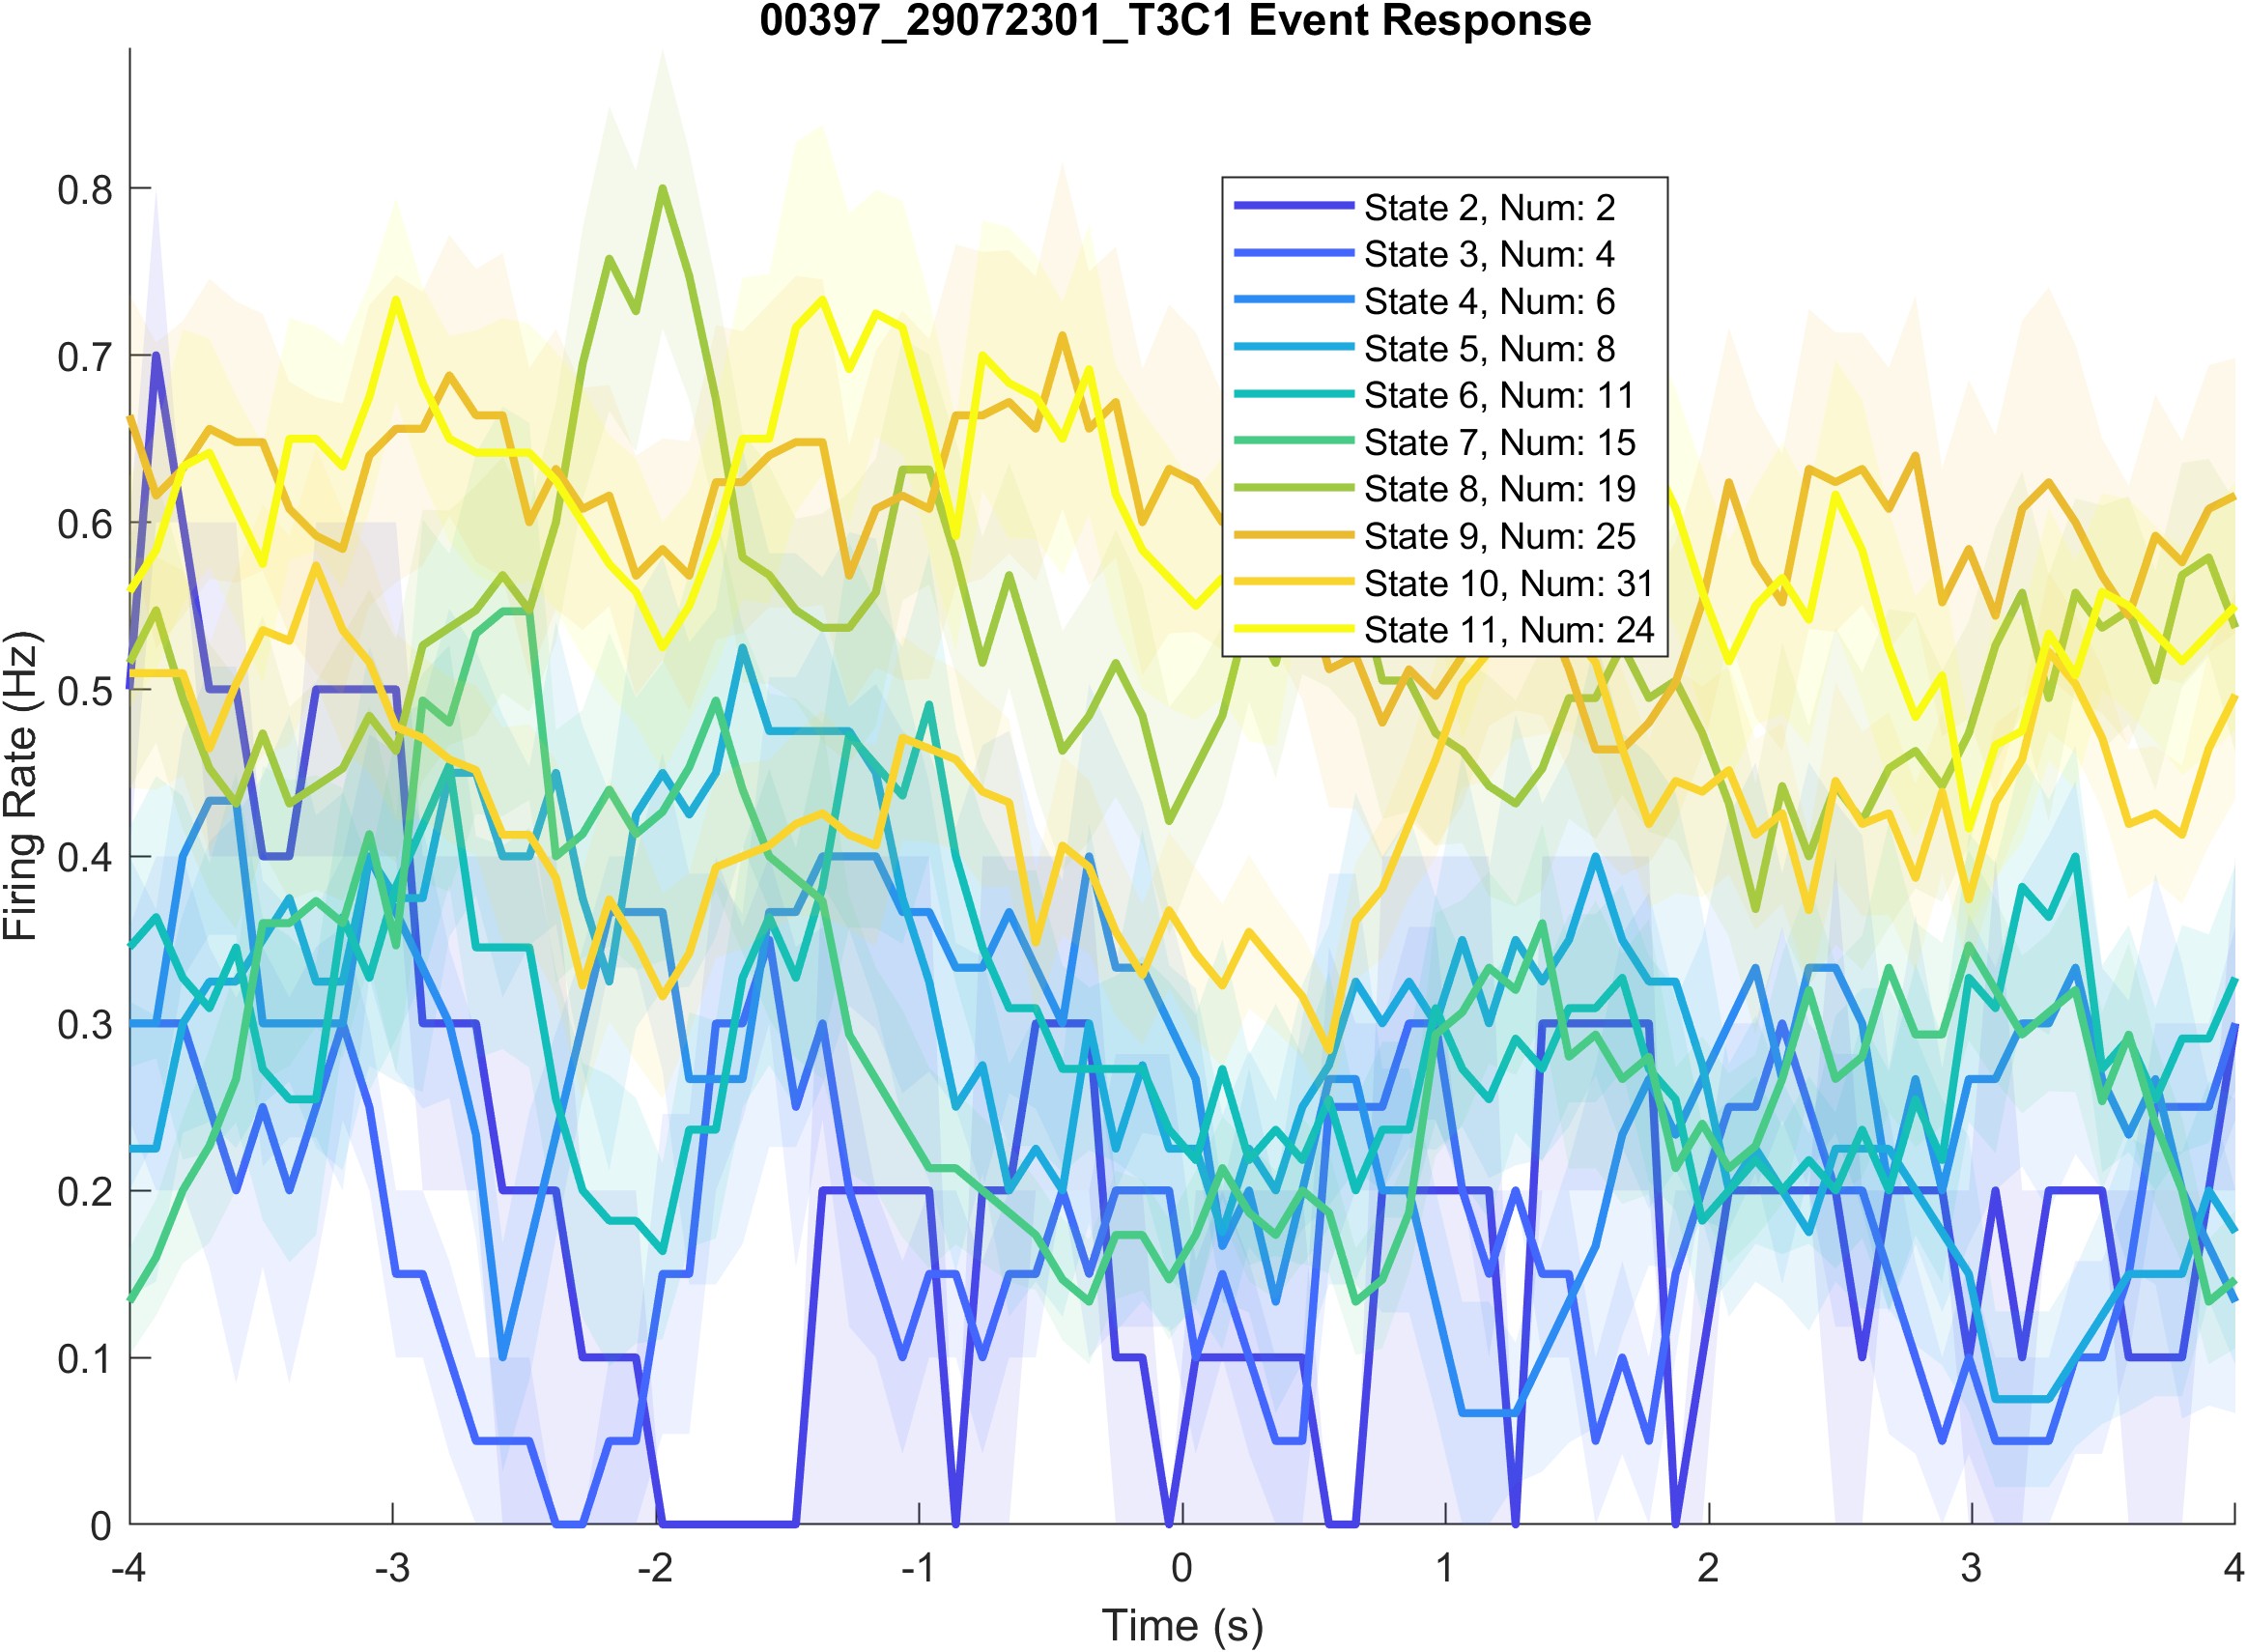 00397_29072301_T3C1 Event Response
Firing Rate (Hz)
0.8
0.7
0.6
0.5
0.4
0.3
0.2
0.1
0
State 2, Num: 2
State 3, Num: 4
State 4, Num: 6
State 5, Num: 8
State 6, Num: 11
State 7, Num: 15
State 8, Num: 19
State 9, Num: 25
State 10, Num: 31
State 11, Num: 24
-4 -3 -2 -1 0 1 2 3 4
Time (s)